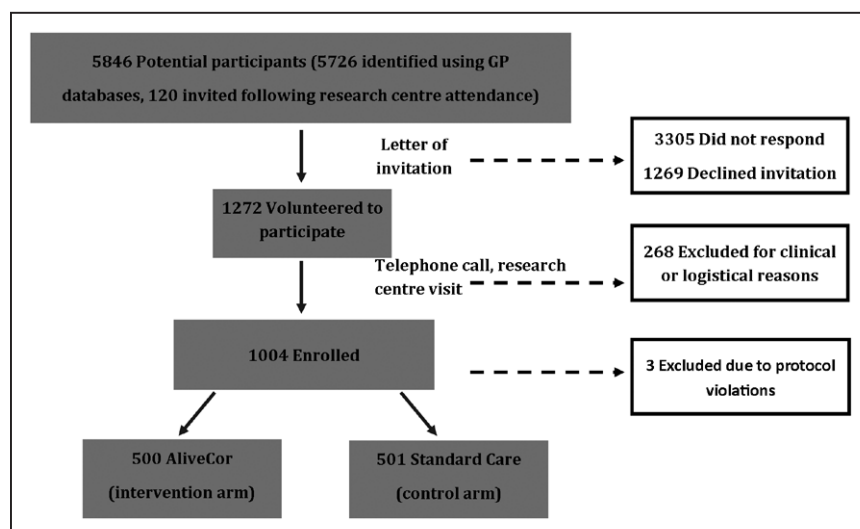 5846 Potential participants (5726 identified using GP
databases, 120 invited following research centre attendance)
Letter of
invitation
3305 Did not respond
1269 Declined invitation
1272 Volunteered to
participate
Telephone call, research
centre visit
268 Excluded for clinical
or logistical reasons
1004 Enrolled
3 Excluded due to protocol
violations
500 AliveCor
(intervention arm)
501 Standard Care
(control arm)